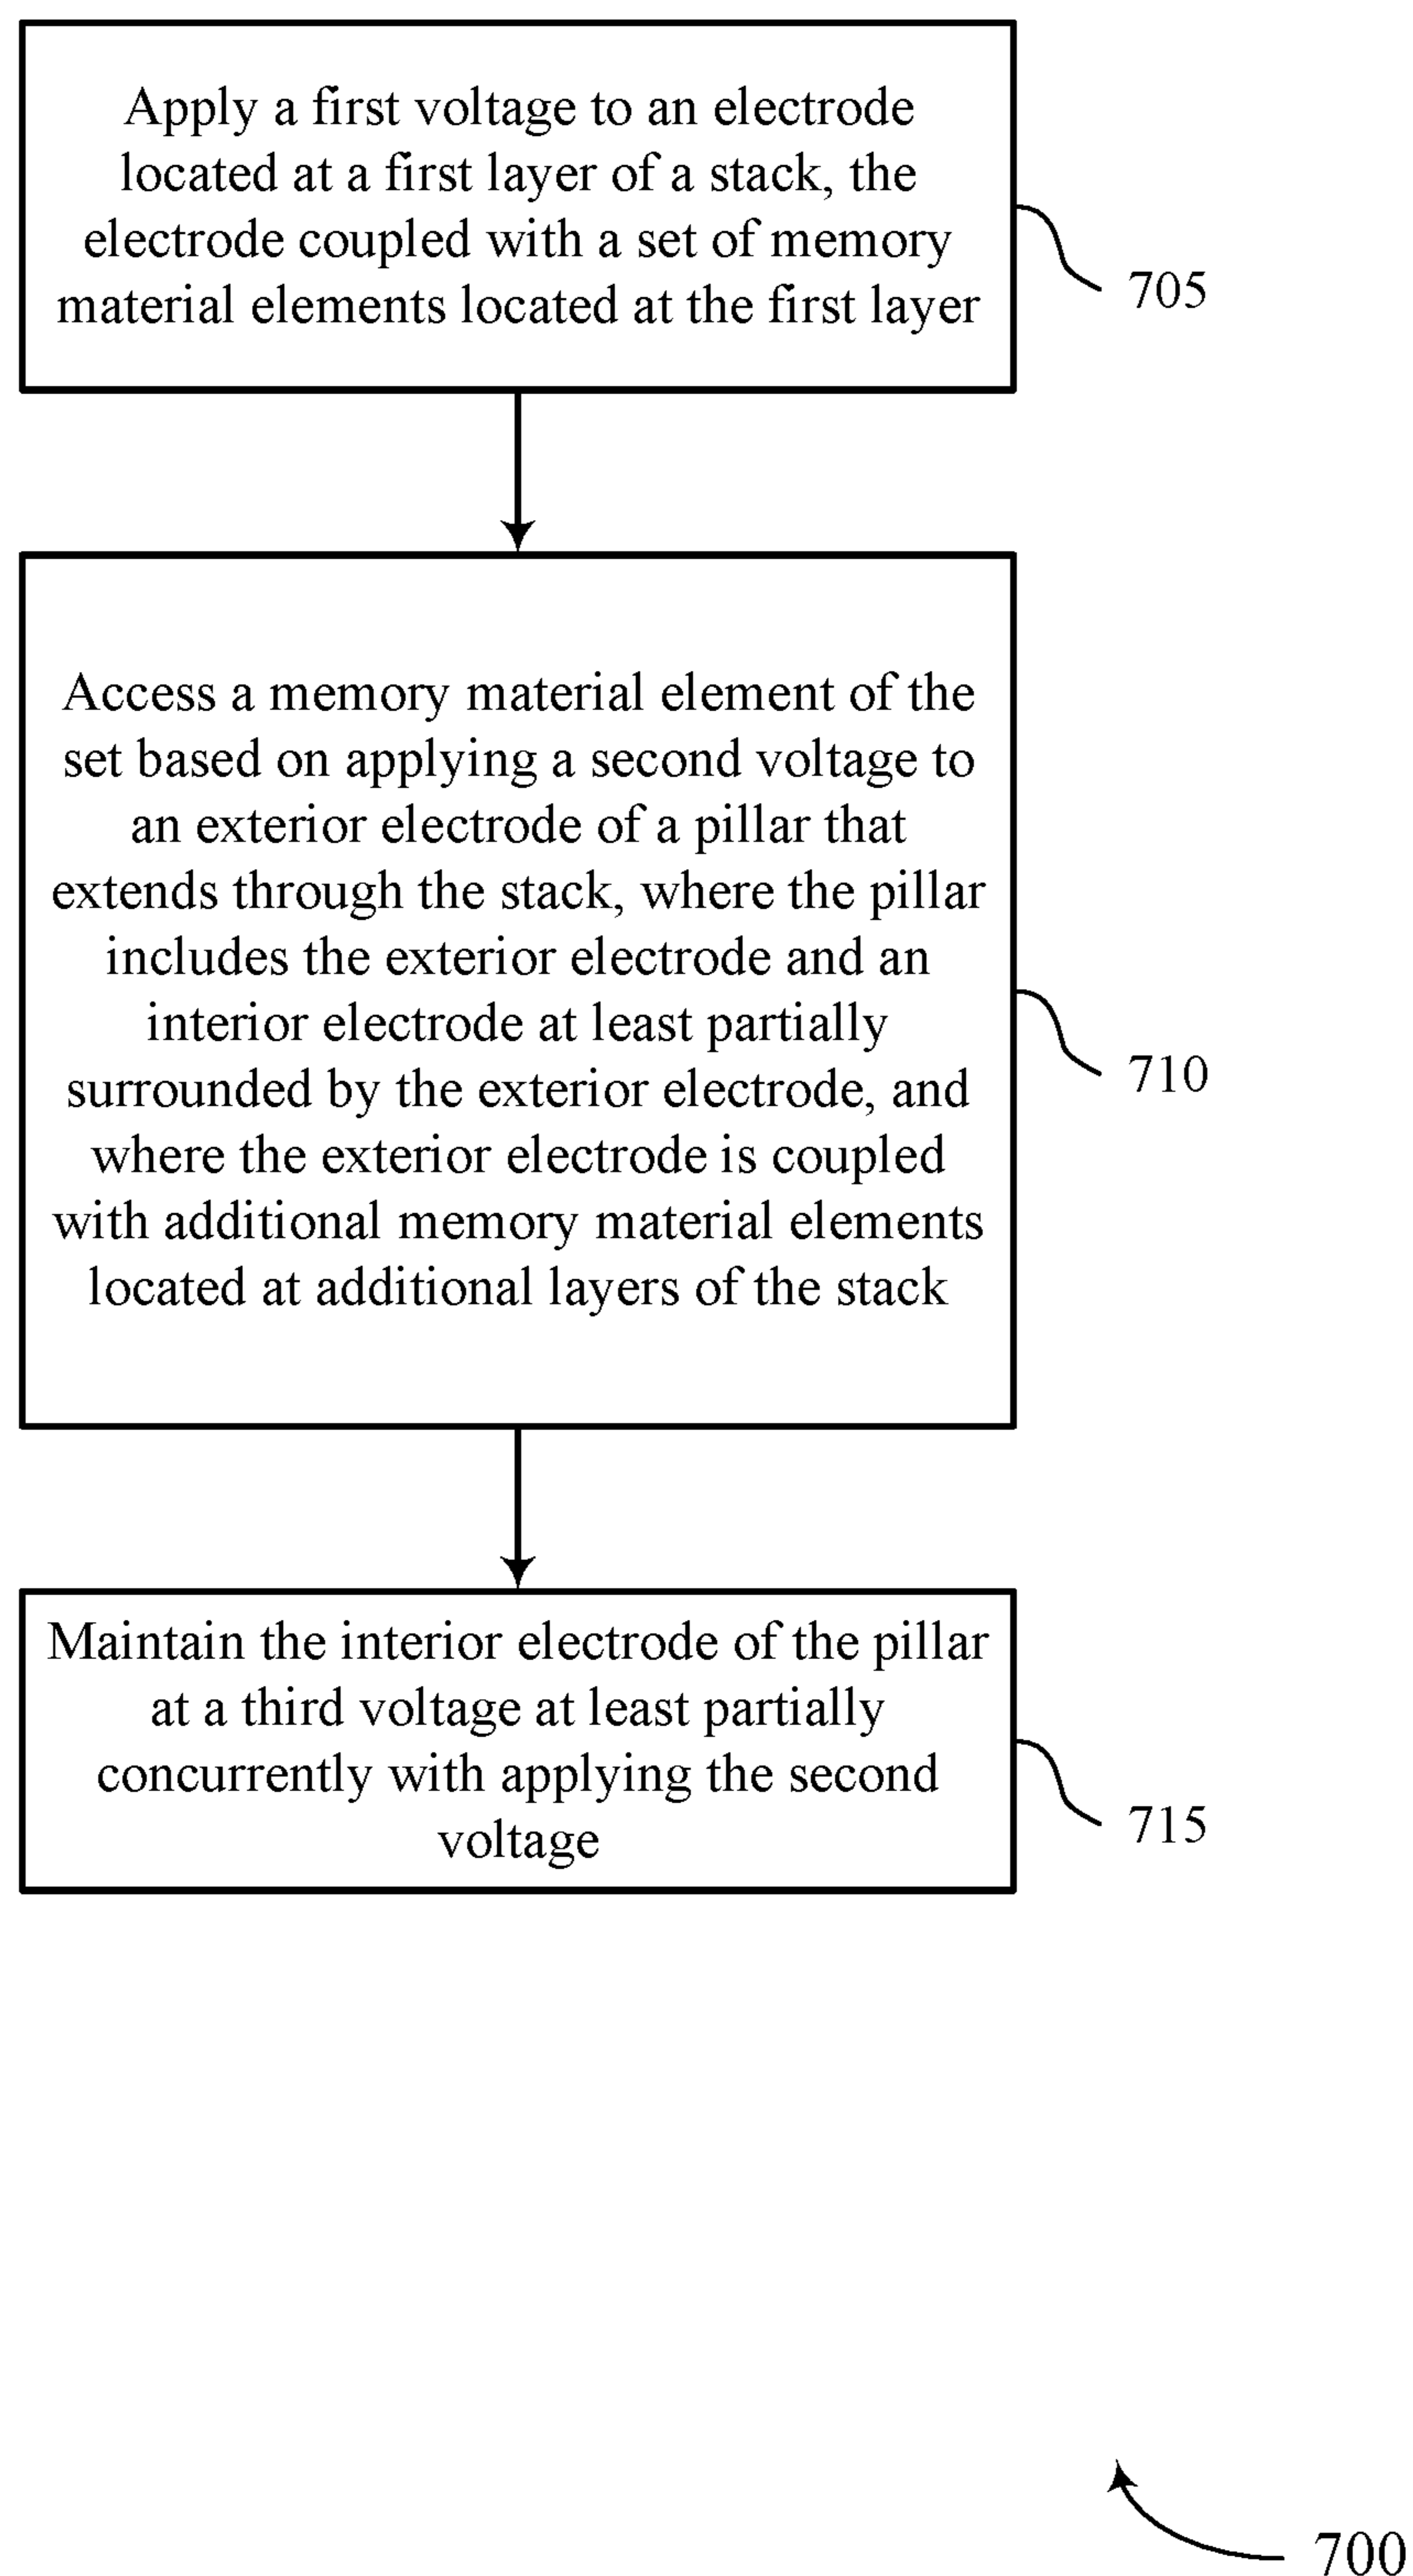 Apply a first voltage to an electrode
located at a first layer of a stack, the
electrode coupled with a set of memory
material elements located at the first layer
705
Access a memory material element of the
set based on applying a second voltage to
an exterior electrode of a pillar that
extends through the stack, where the pillar
includes the exterior electrode and an
interior electrode at least partially
surrounded by the exterior electrode, and
where the exterior electrode is coupled
with additional memory material elements
located at additional layers of the stack
710
Maintain the interior electrode of the pillar
at a third voltage at least partially
concurrently with applying the second
voltage
715
700